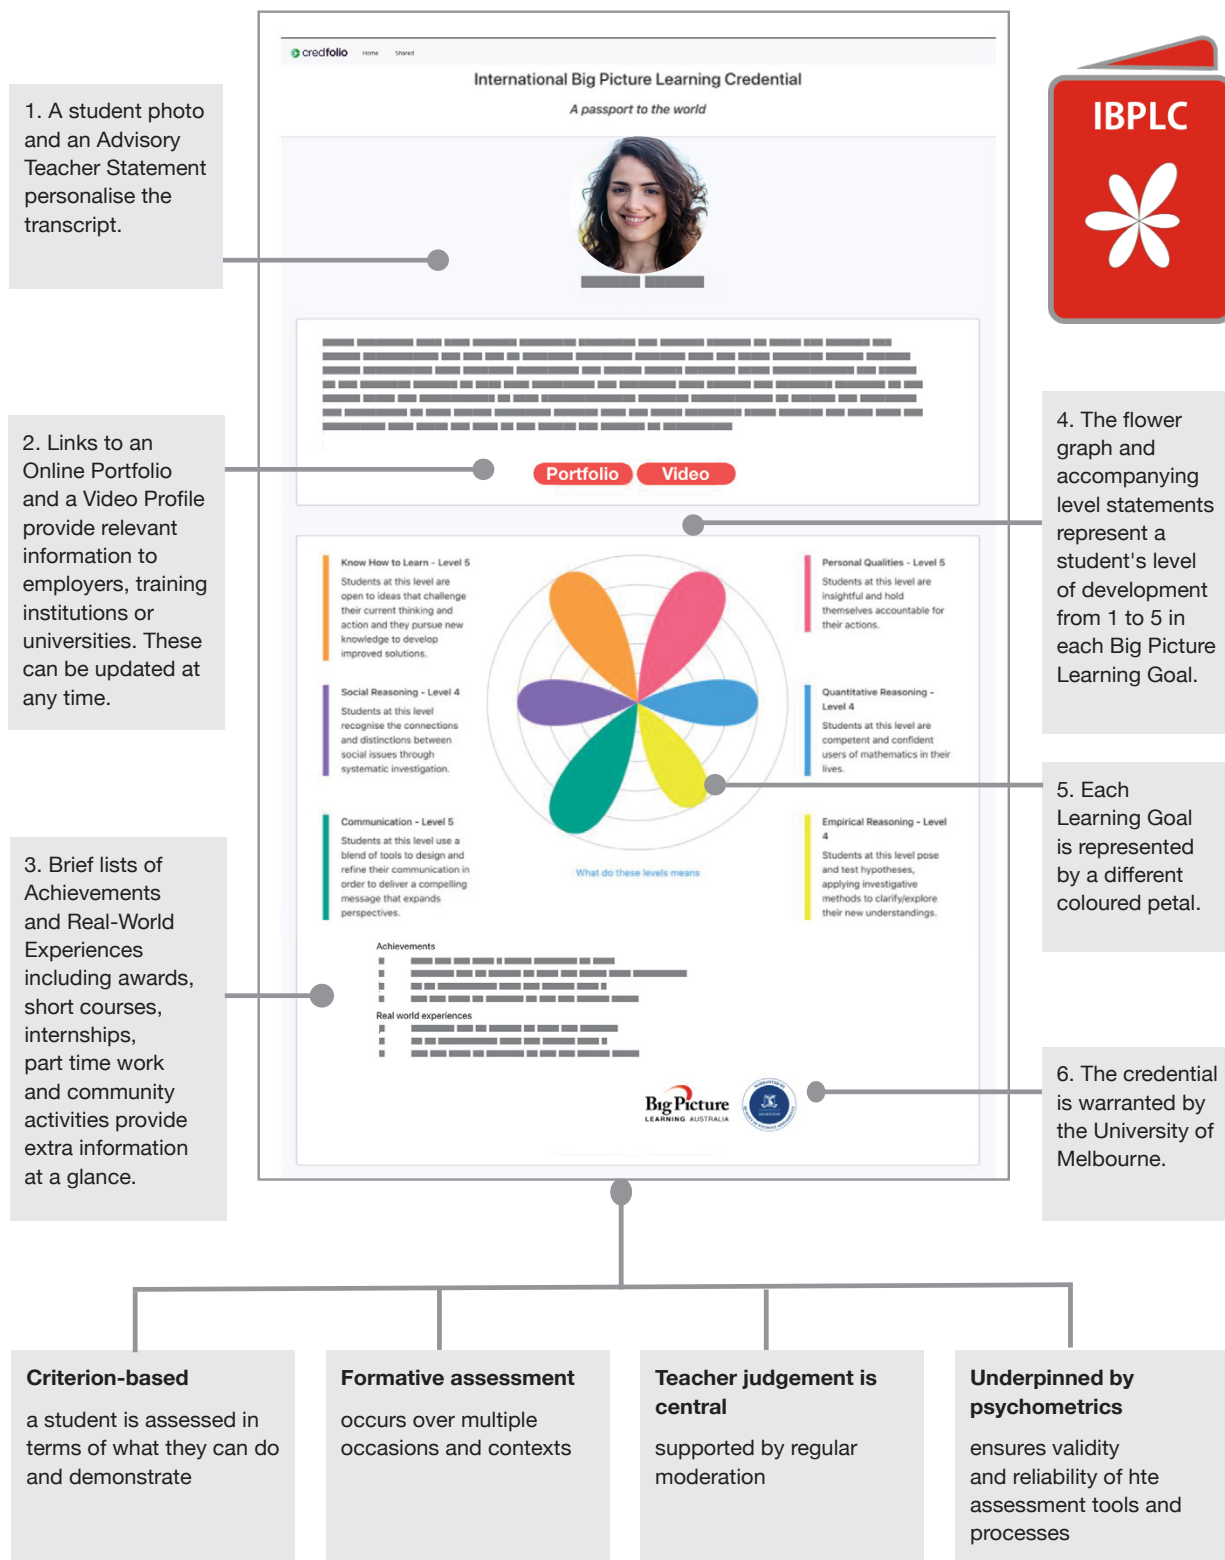 credfolio Home Shared
International Big Picture Learning Credential
A passport to the world
IBPLC
1. A student photo
and an Advisory
Teacher Statement
personalise the
transcript.
2. Links to an
Online Portfolio
and a Video Profile
provide relevant
information to
employers, training
institutions or
universities. These
can be updated at
any time.
Portfolio Video
4. The flower
graph and
accompanying
level statements
represent a
student's level
of development
from 1 to 5 in
each Big Picture
Learning Goal.
Know How to Learn - Level 5
Students at this level are
open to ideas that challenge
their current thinking and
action and they pursue new
knowledge to develop
improved solutions.
Social Reasoning - Level 4
Students at this level
recognise the connections
and distinctions between
social issues through
systematic investigation.
Communication - Level 5
Students at this level use a
blend of tools to design and
refine their communication in
order to deliver a compelling
message that expands
perspectives.
What do these levels means
Personal Qualities - Level 5
Students at this level are
insightful and hold
themselves accountable for
their actions.
Quantitative Reasoning -
Level 4
Students at this level are
competent and confident
users of mathematics in their
lives.
Empirical Reasoning - Level
4
Students at this level pose
and test hypotheses,
applying investigative
methods to clarify/explore
their new understandings.
5. Each
Learning Goal
is represented
by a different
coloured petal.
3. Brief lists of
Achievements
and Real-World
Experiences
including awards,
short courses,
internships,
part time work
and community
activities provide
extra information
at a glance.
Achievements
Real world experiences
Big Picture
LEARNING AUSTRALIA
WARRANTED BY
MELBOURNE
6. The credential
is warranted by
the University of
Melbourne.
Criterion-based
a student is assessed in
terms of what they can do
and demonstrate
Formative assessment
occurs over multiple
occasions and contexts
Teacher judgement is
central
supported by regular
moderation
Underpinned by
psychometrics
ensures validity
and reliability of hte
assessment tools and
processes